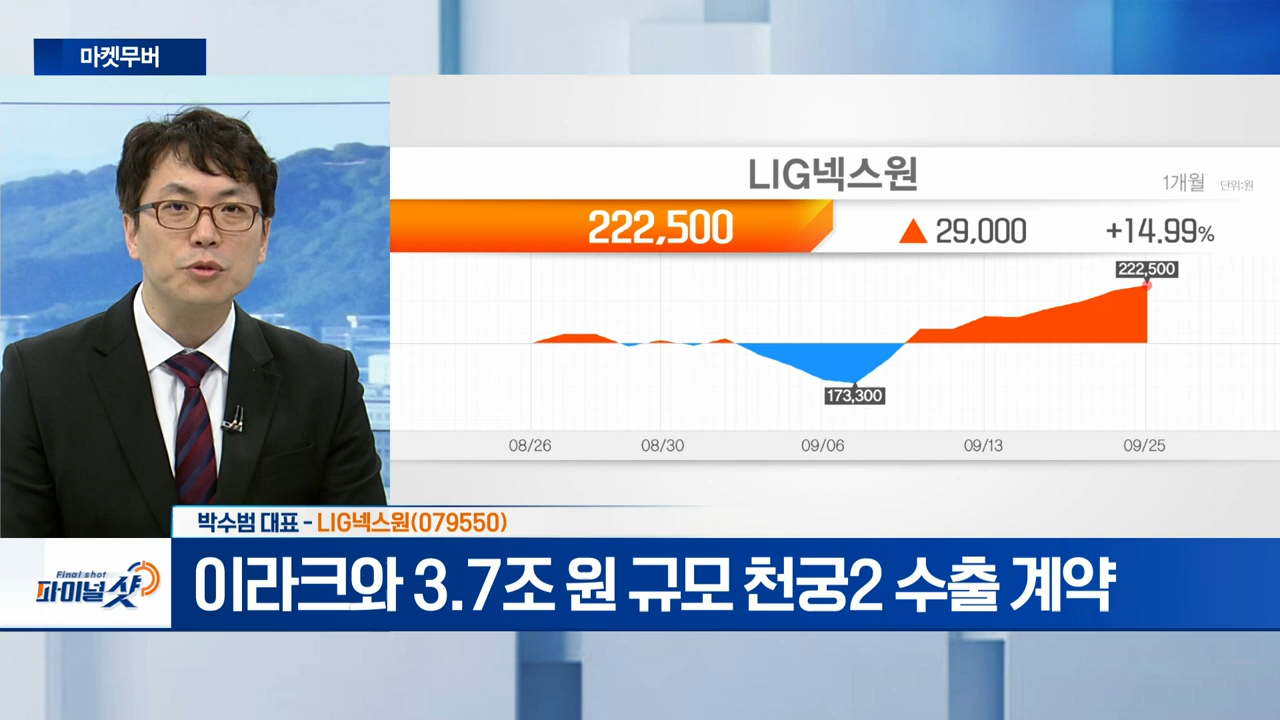 마켓무버
LIG넥스원
1개월 단위:원
222,500 ▲ 29,000 +14.99%
222,500
173,300
08/26 08/30 09/06 09/13 09/25
박수범 대표 - LIG넥스원(079550)
Final shot
파이널샷
이라크와 3.7조 원 규모 천궁2 수출 계약